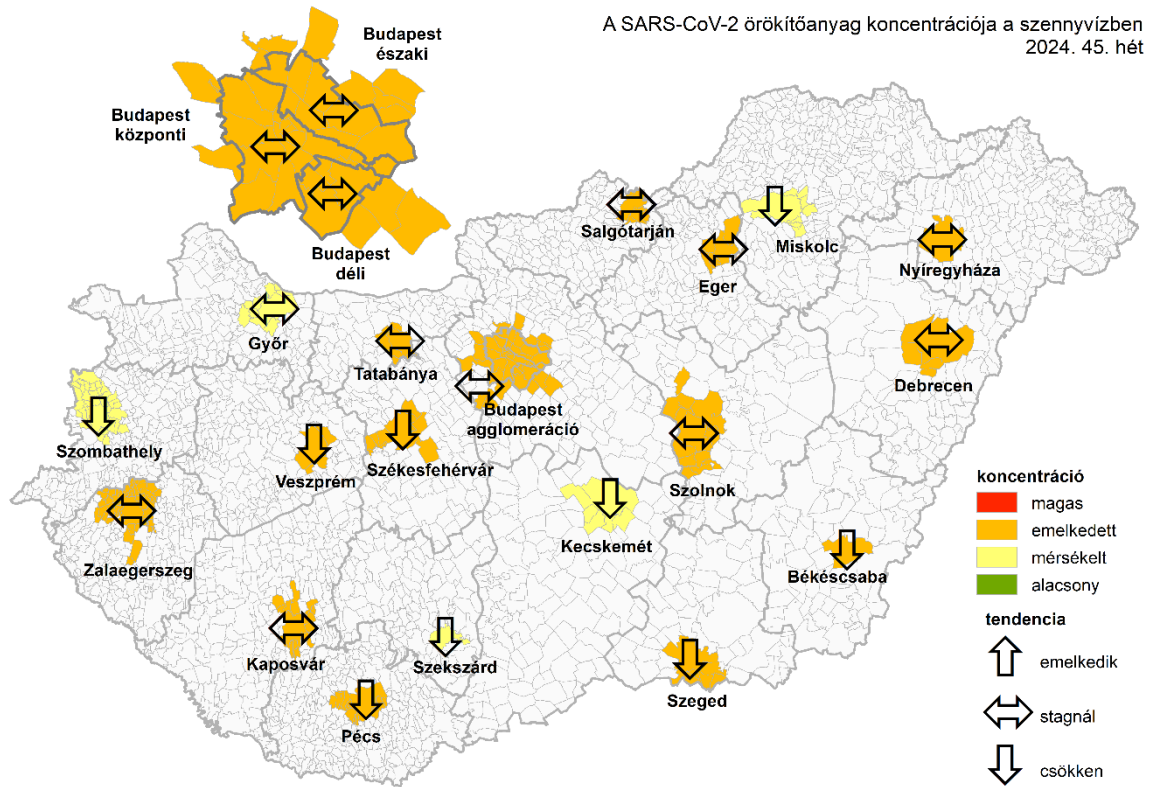 A SARS-CoV-2 örökítőanyag koncentrációja a szennyvízben
2024. 45. hét
Budapest
északi
Budapest
központi
Budapest
déli
Salgótarján
Miskolc
Eger
Nyíregyháza
Győr
Tatabánya
Debrecen
Budapest
agglomeráció
Szombathely
Veszprém
Székesfehérvár
Szolnok
Kecskemét
Zalaegerszeg
Békéscsaba
Kaposvár
Szekszárd
Szeged
Pécs
koncentráció
magas
emelkedett
mérsékelt
alacsony
tendencia
emelkedik
stagnál
csökken